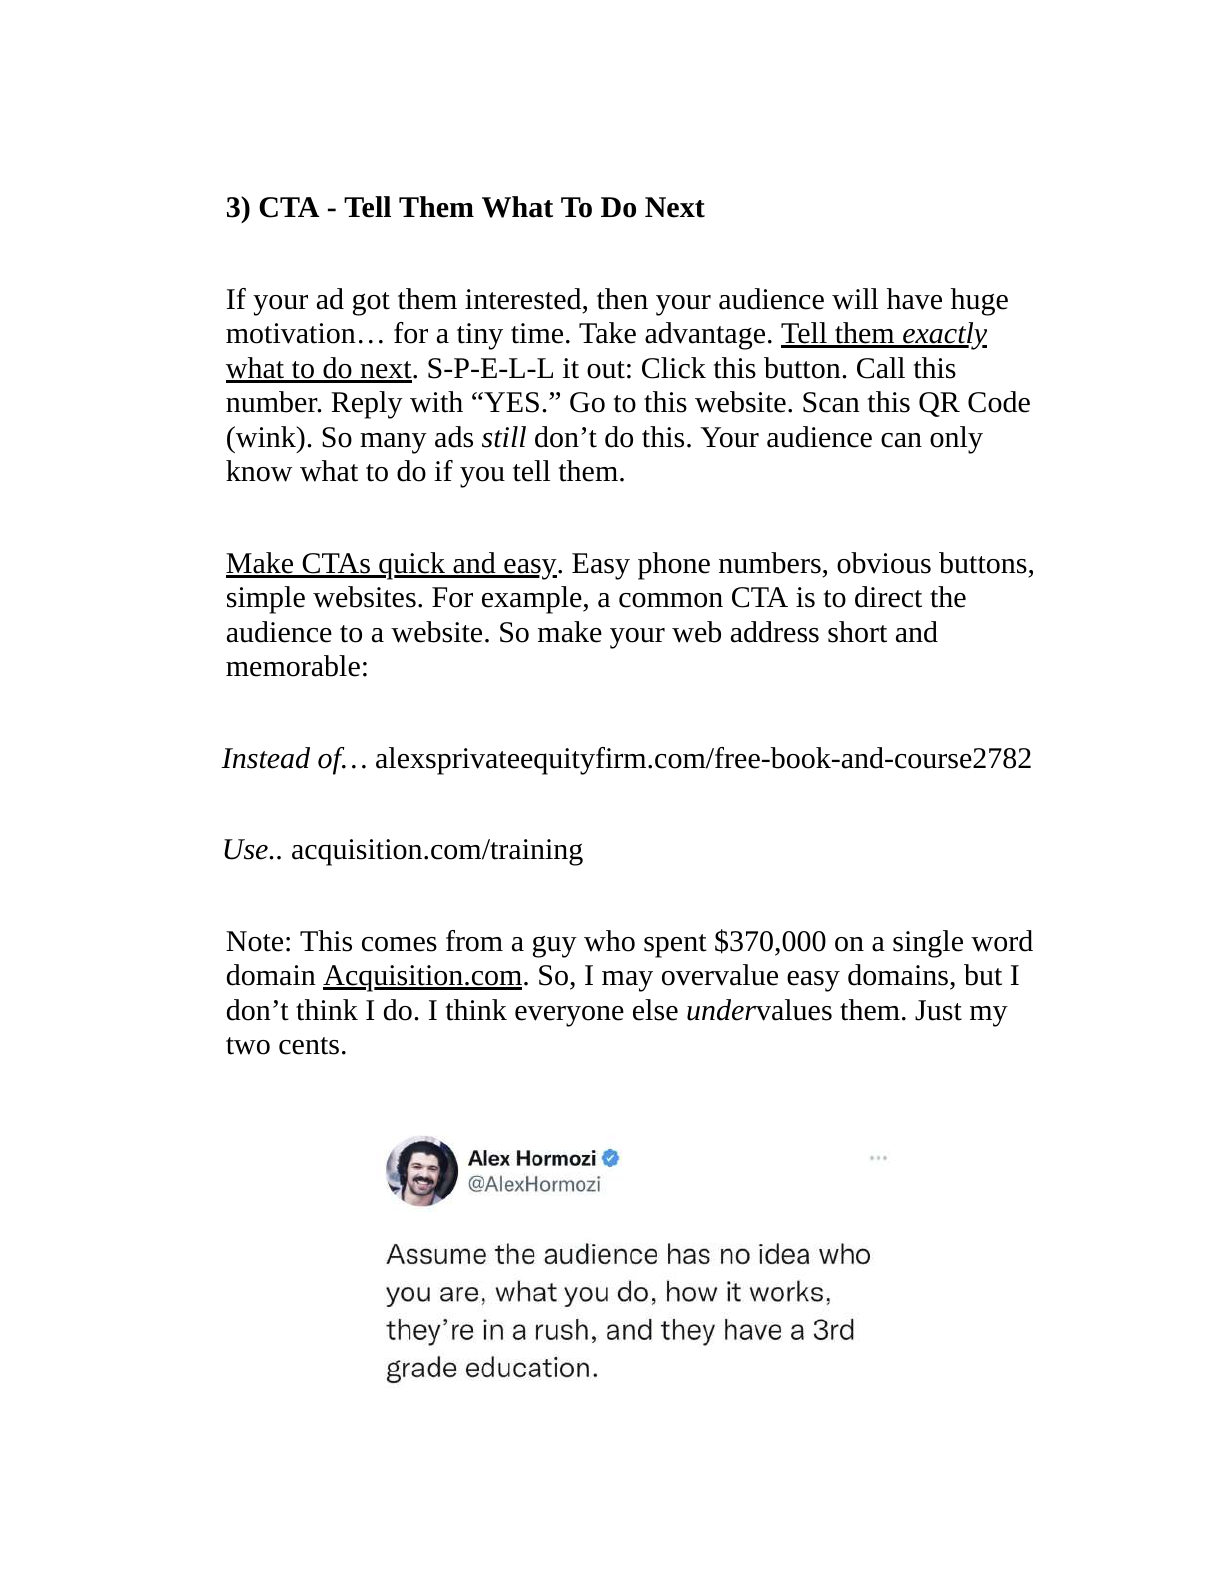 3) CTA - Tell Them What To Do Next
If your ad got them interested, then your audience will have huge
motivation… for a tiny time. Take advantage. Tell them exactly
what to do next. S-P-E-L-L it out: Click this button. Call this
number. Reply with “YES.” Go to this website. Scan this QR Code
(wink). So many ads still don’t do this. Your audience can only
know what to do if you tell them.
Make CTAs quick and easy. Easy phone numbers, obvious buttons,
simple websites. For example, a common CTA is to direct the
audience to a website. So make your web address short and
memorable:
Instead of… alexsprivateequityfirm.com/free-book-and-course2782
Use.. acquisition.com/training
Note: This comes from a guy who spent $370,000 on a single word
domain Acquisition.com. So, I may overvalue easy domains, but I
don’t think I do. I think everyone else undervalues them. Just my
two cents.
Alex Hormozi
@AlexHormozi
Assume the audience has no idea who
you are, what you do, how it works,
they’re in a rush, and they have a 3rd
grade education.